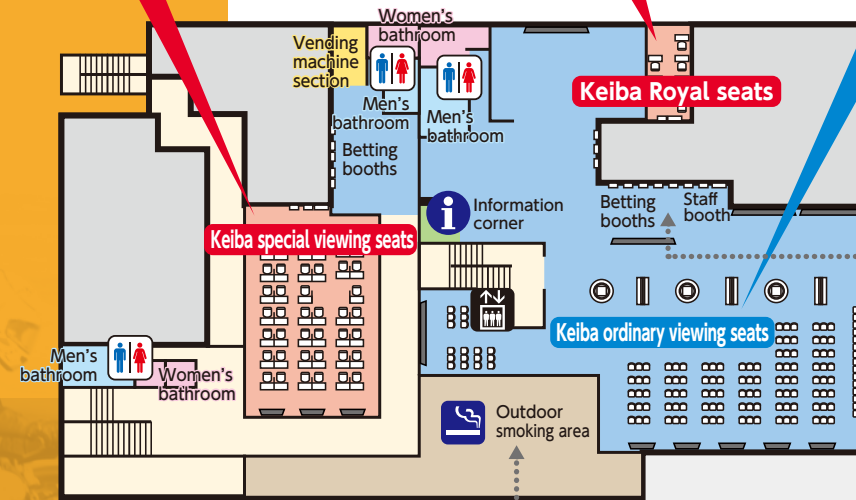 Women's
bathroom
Vending
machine
section
Keiba Royal seats
Men's
bathroom
Men's
bathroom
Betting
booths
Information
corner
Betting
booths
Staff
booth
Keiba special viewing seats
Keiba ordinary viewing seats
Men's
bathroom
Women's
bathroom
Outdoor
smoking area